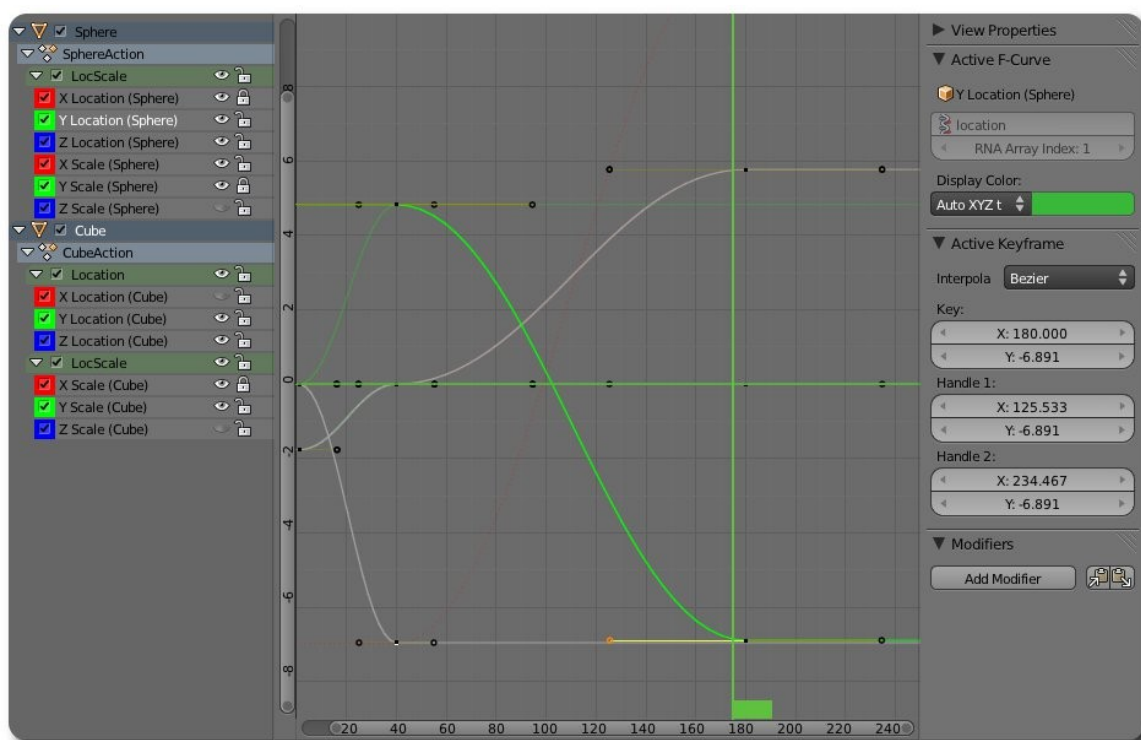 Sphere
SphereAction
LocScale
X Location (Sphere)
Y Location (Sphere)
Z Location (Sphere)
X Scale (Sphere)
Y Scale (Sphere)
Z Scale (Sphere)
Cube
CubeAction
Location
X Location (Cube)
Y Location (Cube)
Z Location (Cube)
LocScale
X Scale (Cube)
Y Scale (Cube)
Z Scale (Cube)
8
6
4
2
0
-2
-4
-6
-8
20 40 60 80 100 120 140 160 180 200 220 240
View Properties
Active F-Curve
Y Location (Sphere)
location
RNA Array Index: 1
Display Color:
Auto XYZ t
Active Keyframe
Interpola Bezier
Key:
X: 180.000
Y: -6.891
Handle 1:
X: 125.533
Y: -6.891
Handle 2:
X: 234.467
Y: -6.891
Modifiers
Add Modifier